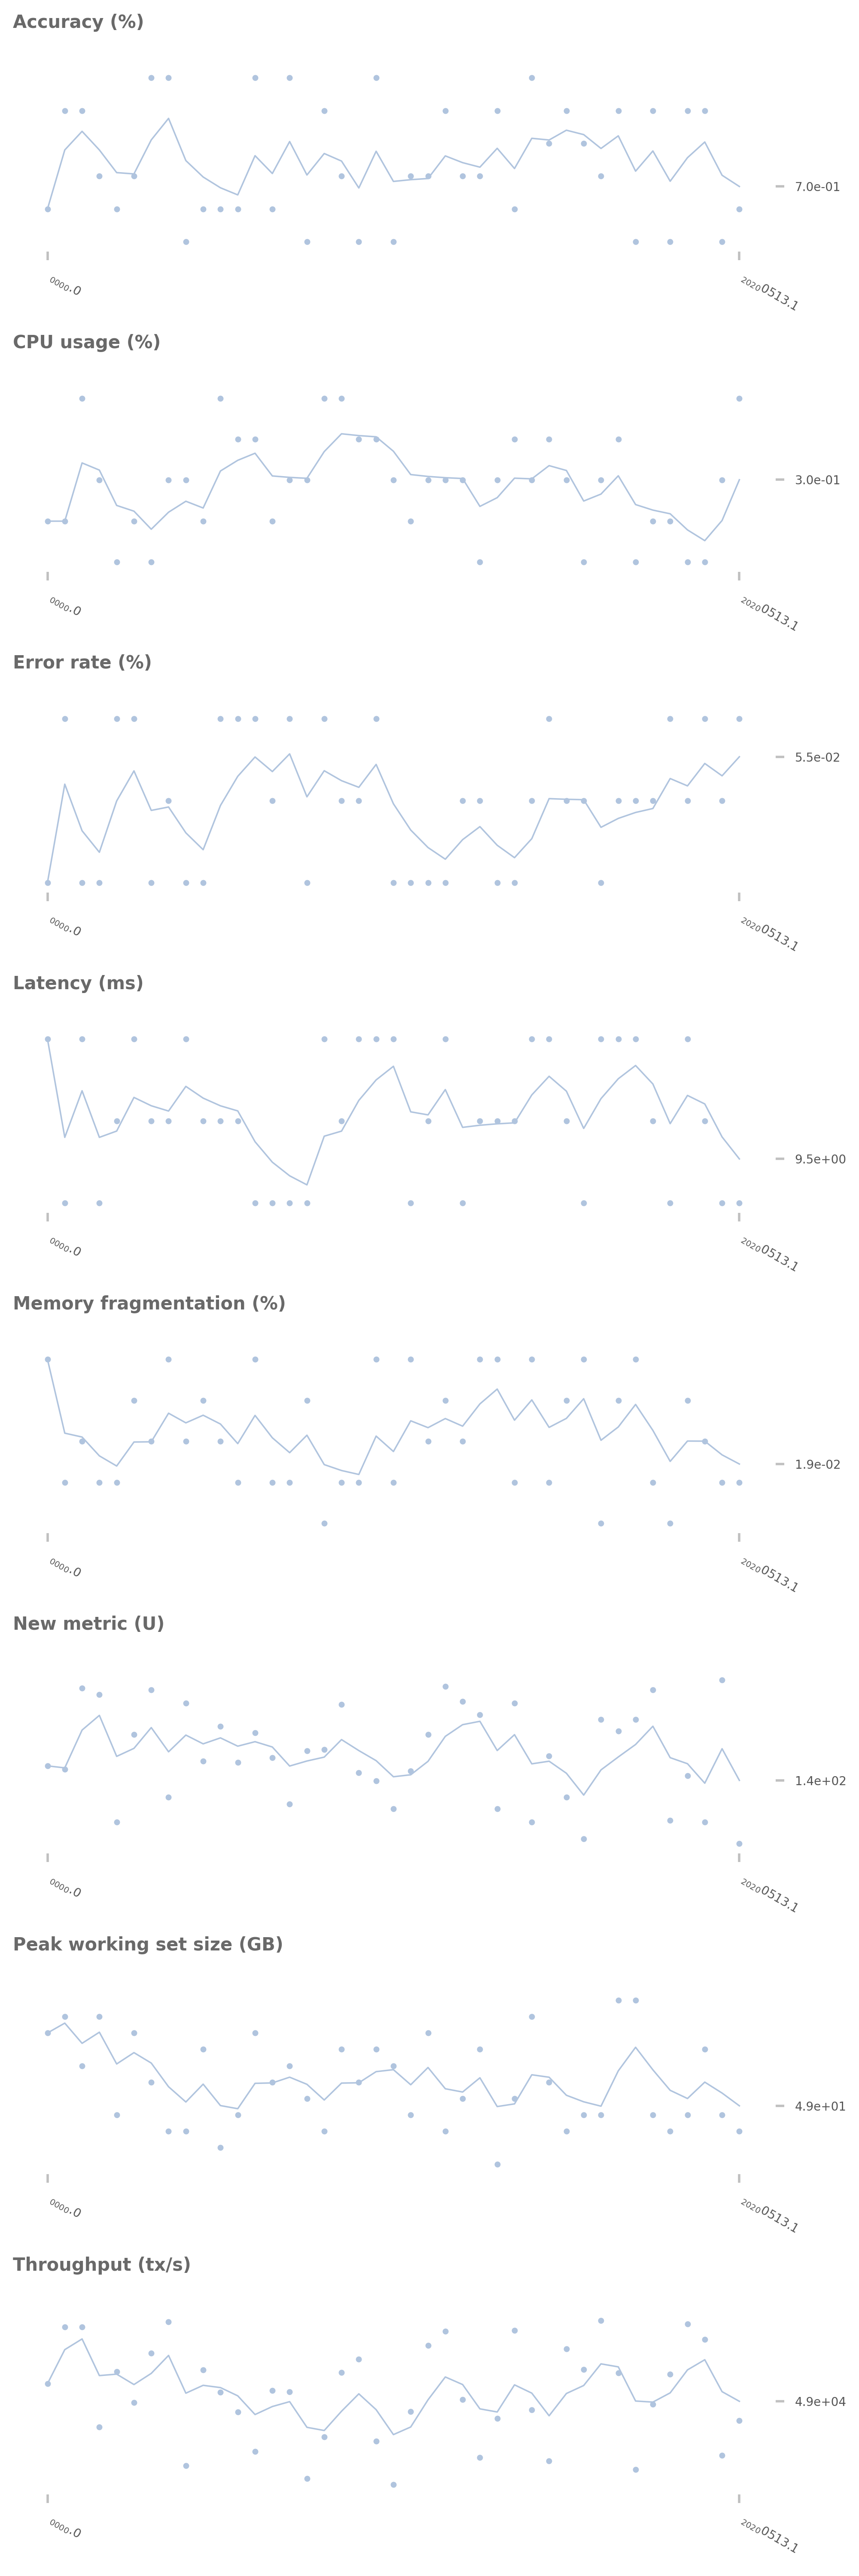 Accuracy (%)
7.0e-01
0000.0
20200513.1
CPU usage (%)
3.0e-01
0000.0
20200513.1
Error rate (%)
5.5e-02
0000.0
20200513.1
Latency (ms)
9.5e+00
0000.0
20200513.1
Memory fragmentation (%)
1.9e-02
0000.0
20200513.1
New metric (U)
1.4e+02
0000.0
20200513.1
Peak working set size (GB)
4.9e+01
0000.0
20200513.1
Throughput (tx/s)
4.9e+04
0000.0
20200513.1